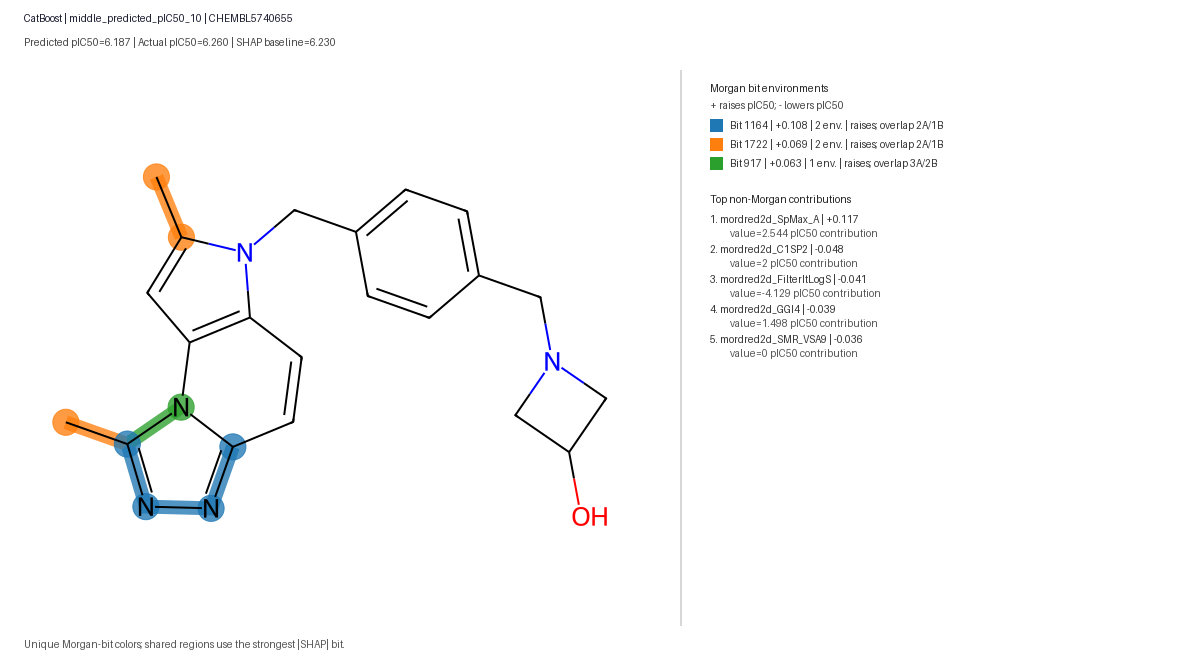 CatBoost | middle_predicted_pIC50_10 | CHEMBL5740655
Predicted pIC50=6.187 | Actual pIC50=6.260 | SHAP baseline=6.230
Morgan bit environments
+ raises pIC50; - lowers pIC50
Bit 1164 | +0.108 | 2 env. | raises; overlap 2A/1B
Bit 1722 | +0.069 | 2 env. | raises; overlap 2A/1B
Bit 917 | +0.063 | 1 env. | raises; overlap 3A/2B
Top non-Morgan contributions
1. mordred2d_SpMax_A | +0.117
value=2.544 pIC50 contribution
2. mordred2d_C1SP2 | -0.048
value=2 pIC50 contribution
3. mordred2d_FilterItLogS | -0.041
value=-4.129 pIC50 contribution
4. mordred2d_GGI4 | -0.039
value=1.498 pIC50 contribution
5. mordred2d_SMR_VSA9 | -0.036
value=0 pIC50 contribution
N
N
N
N
N
OH
Unique Morgan-bit colors; shared regions use the strongest |SHAP| bit.